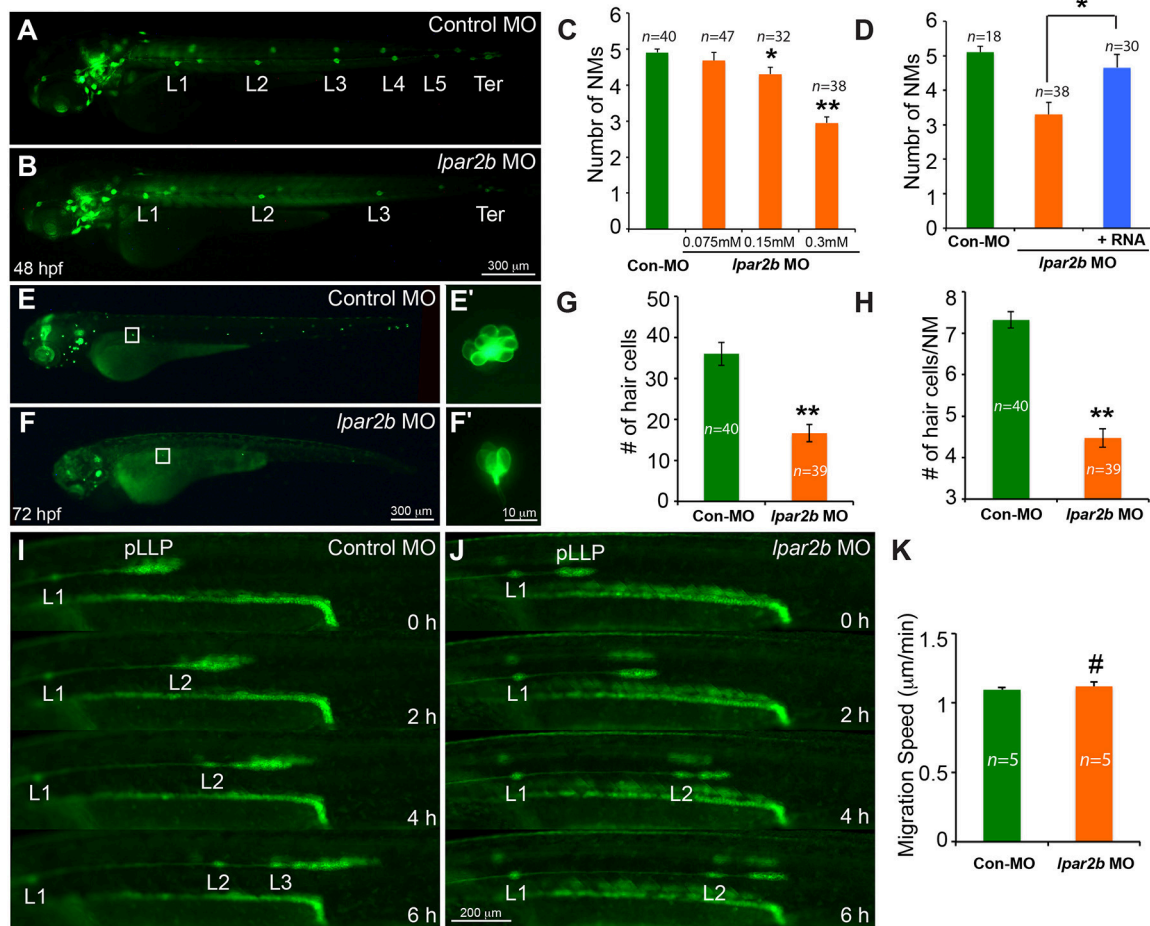 A
Control MO
L1
L2
L3
L4
L5
Ter
B
lpar2b MO
L1
L2
L3
Ter
48 hpf
300 µm
C
Numbr of NMs
6
5
4
3
2
1
0
n=40
n=47
n=32
n=38
*
**
0.075mM
0.15mM
0.3mM
Con-MO
lpar2b MO
D
Numbr of NMs
6
5
4
3
2
1
0
*
n=18
n=38
n=30
Con-MO
+ RNA
lpar2b MO
E
Control MO
E'
F
lpar2b MO
F'
72 hpf
300 µm
10 µm
G
# of hair cells
50
40
30
20
10
0
n=40
**
n=39
Con-MO
lpar2b MO
H
# of hair cells/NM
8
7
6
5
4
3
n=40
**
n=39
Con-MO
lpar2b MO
I
Control MO
pLLP
L1
0 h
L1
L2
2 h
L1
L2
4 h
L1
L2
L3
6 h
J
lpar2b MO
pLLP
L1
0 h
L1
2 h
L1
L2
4 h
L1
L2
200 µm
6 h
K
Migration Speed (µm/min)
1.5
1
0.5
0
#
n=5
n=5
Con-MO
lpar2b MO